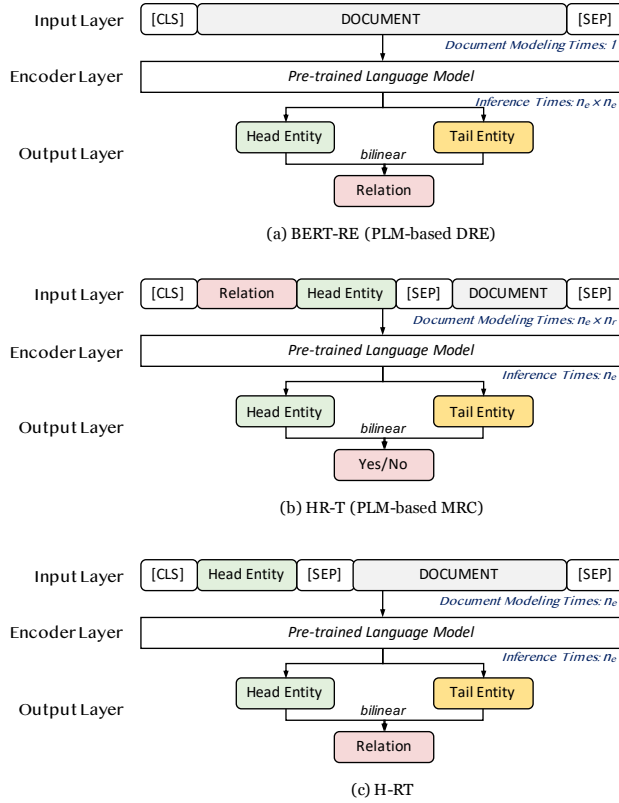 Input Layer [CLS] DOCUMENT [SEP]
Document Modeling Times: 1
Encoder Layer Pre-trained Language Model
Inference Times: nₑ × nₑ
Head Entity Tail Entity
Output Layer bilinear
Relation
(a) BERT-RE (PLM-based DRE)
Input Layer [CLS] Relation Head Entity [SEP] DOCUMENT [SEP]
Document Modeling Times: nₑ × nᵣ
Encoder Layer Pre-trained Language Model
Inference Times: nₑ
Head Entity Tail Entity
Output Layer bilinear
Yes/No
(b) HR-T (PLM-based MRC)
Input Layer [CLS] Head Entity [SEP] DOCUMENT [SEP]
Document Modeling Times: nₑ
Encoder Layer Pre-trained Language Model
Inference Times: nₑ
Head Entity Tail Entity
Output Layer bilinear
Relation
(c) H-RT